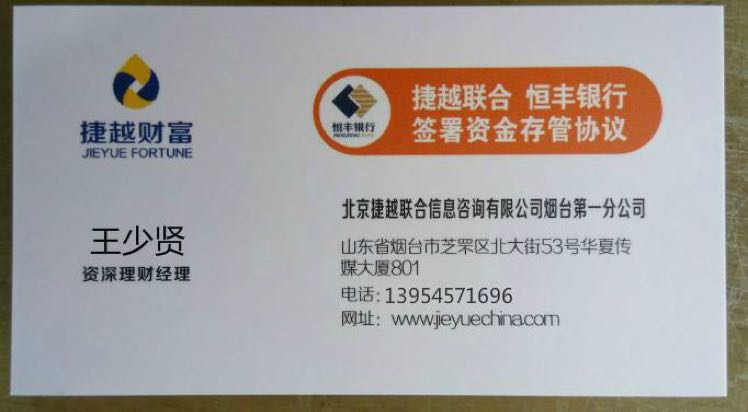 捷越财富
JIEYUE FORTUNE
恒丰银行
捷越联合 恒丰银行
签署资金存管协议
王少贤
资深理财经理
北京捷越联合信息咨询有限公司烟台第一分公司
山东省烟台市芝罘区北大街53号华夏传
媒大厦801
电话:13954571696
网址：www.jieyuechina.com